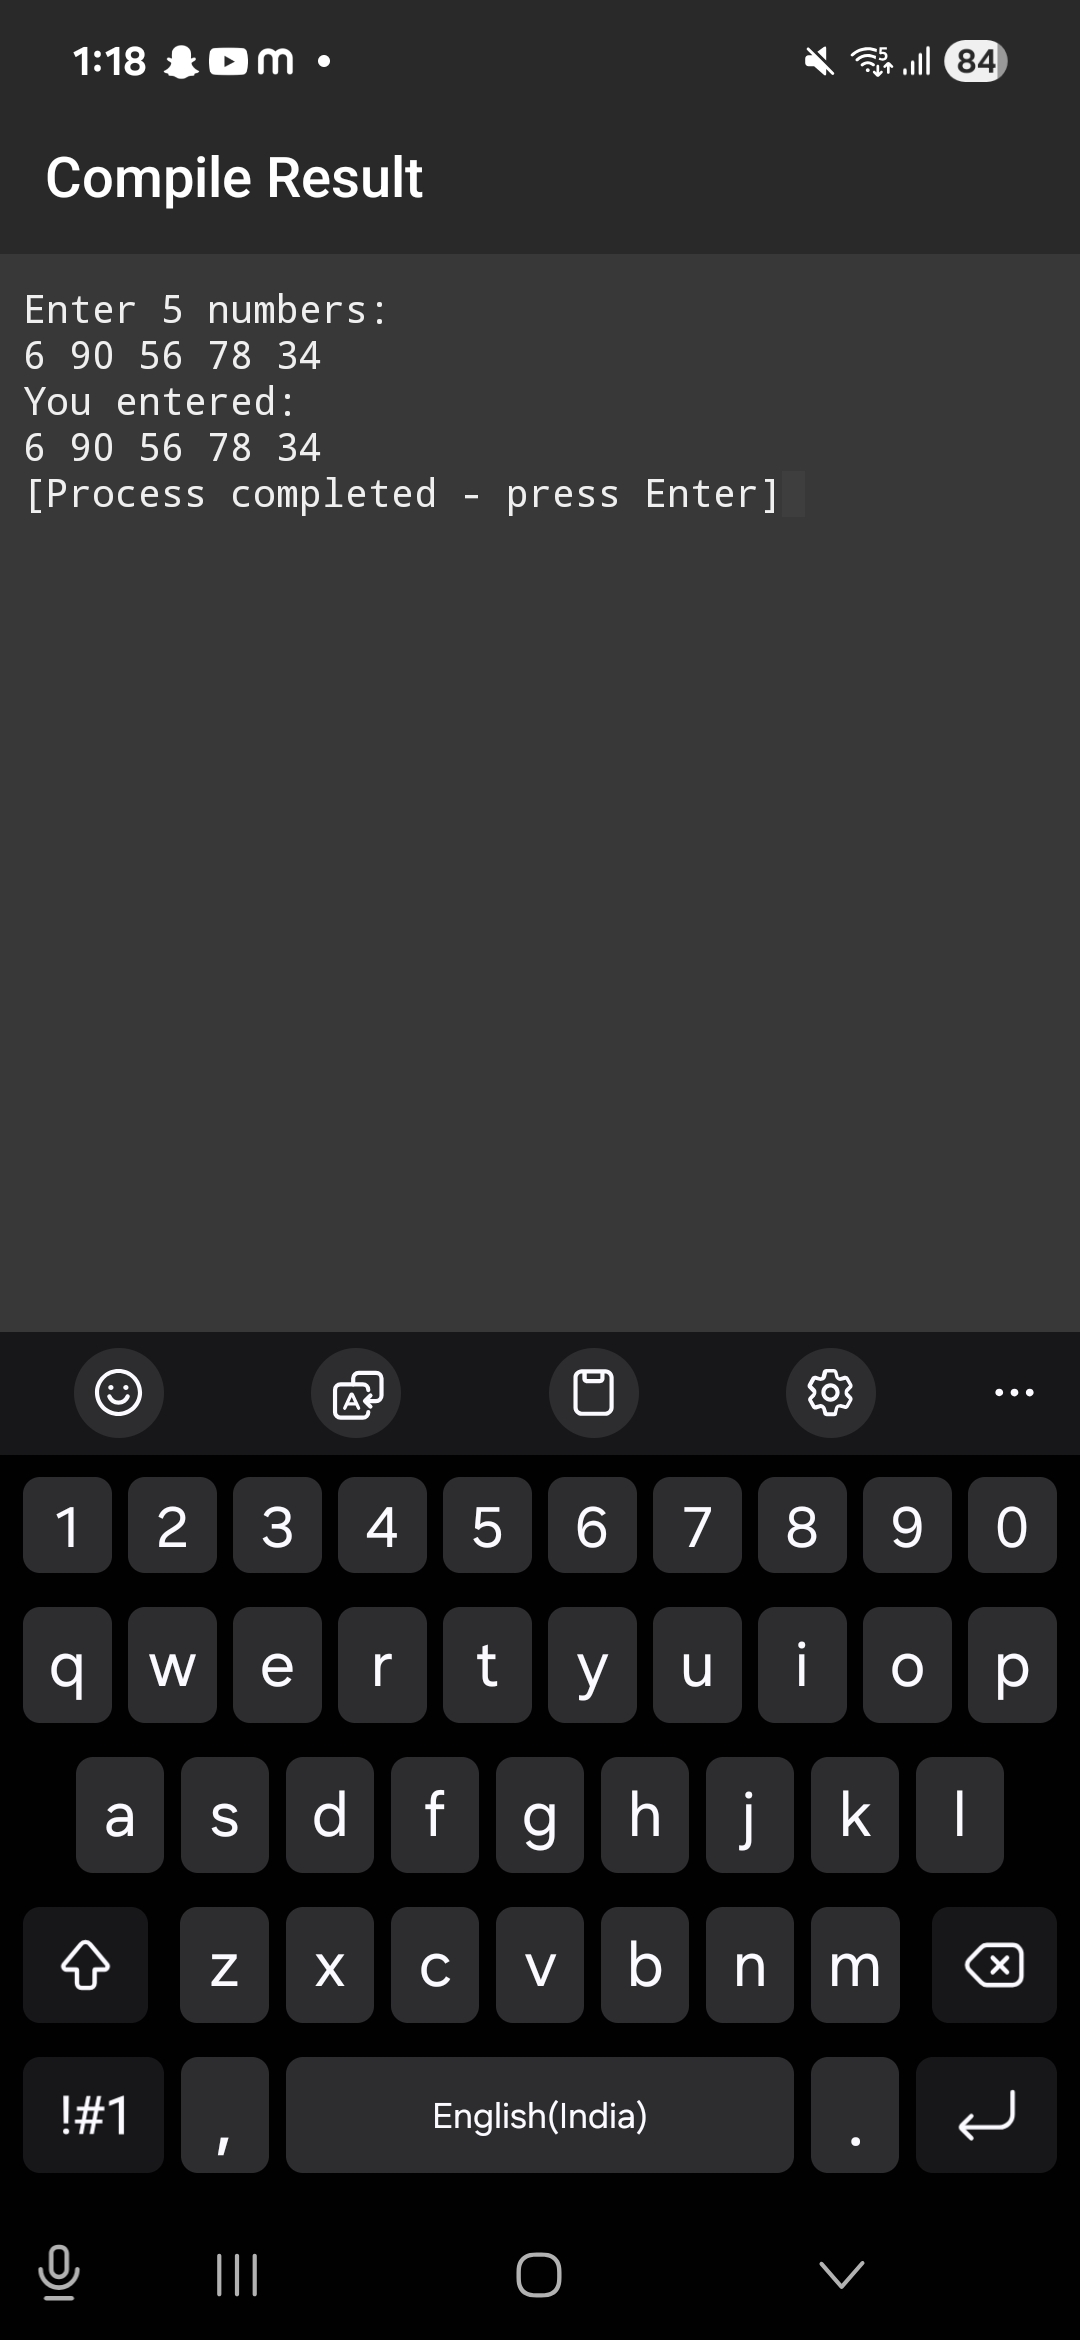 1:18 m 5 84
Compile Result
Enter 5 numbers:
6 90 56 78 34
You entered:
6 90 56 78 34
[Process completed - press Enter]
A
1 2 3 4 5 6 7 8 9 0
q w e r t y u i o p
a s d f g h j k l
z x c v b n m
!#1 , English(India) .